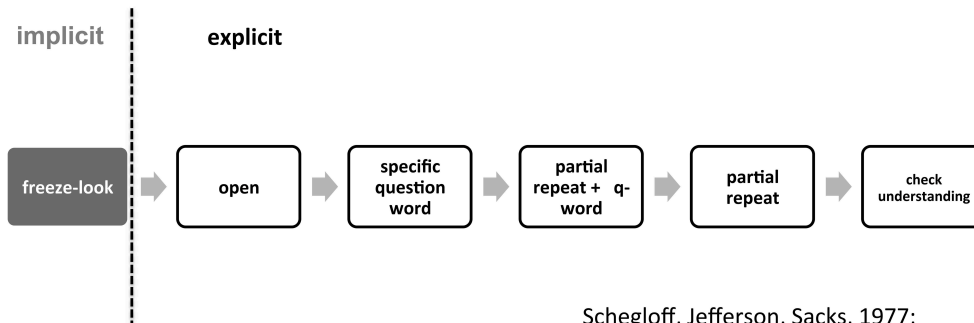 implicit
explicit
freeze-look
open
specific
question
word
partial
repeat + q-
word
partial
repeat
check
understanding
Schegloff, Jefferson, Sacks, 1977;